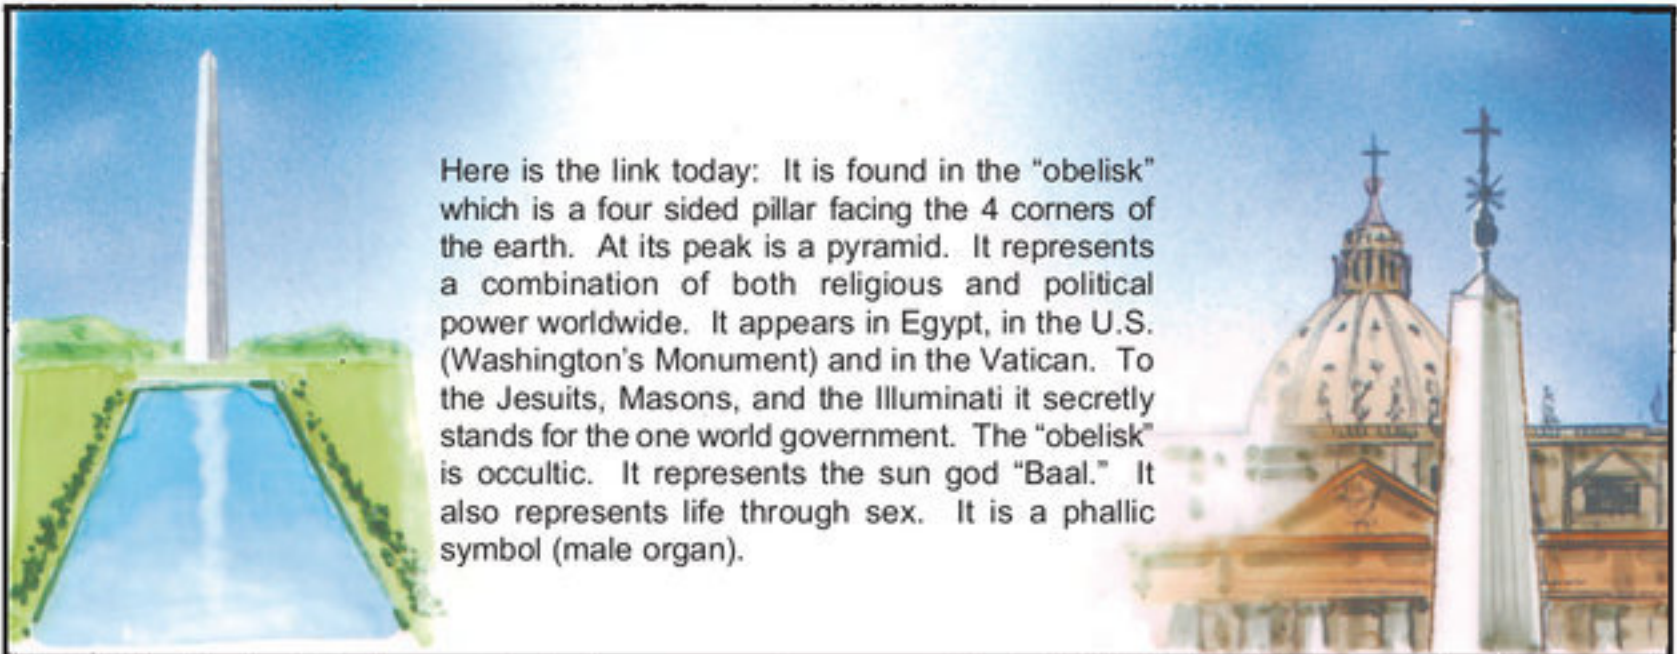 Here is the link today:  It is found in the “obelisk”
which is a four sided pillar facing the 4 corners of
the earth.  At its peak is a pyramid.  It represents
a combination of both religious and political
power worldwide.  It appears in Egypt, in the U.S.
(Washington’s Monument) and in the Vatican.  To
the Jesuits, Masons, and the Illuminati it secretly
stands for the one world government.  The “obelisk”
is occultic.  It represents the sun god “Baal.”  It
also represents life through sex.  It is a phallic
symbol (male organ).